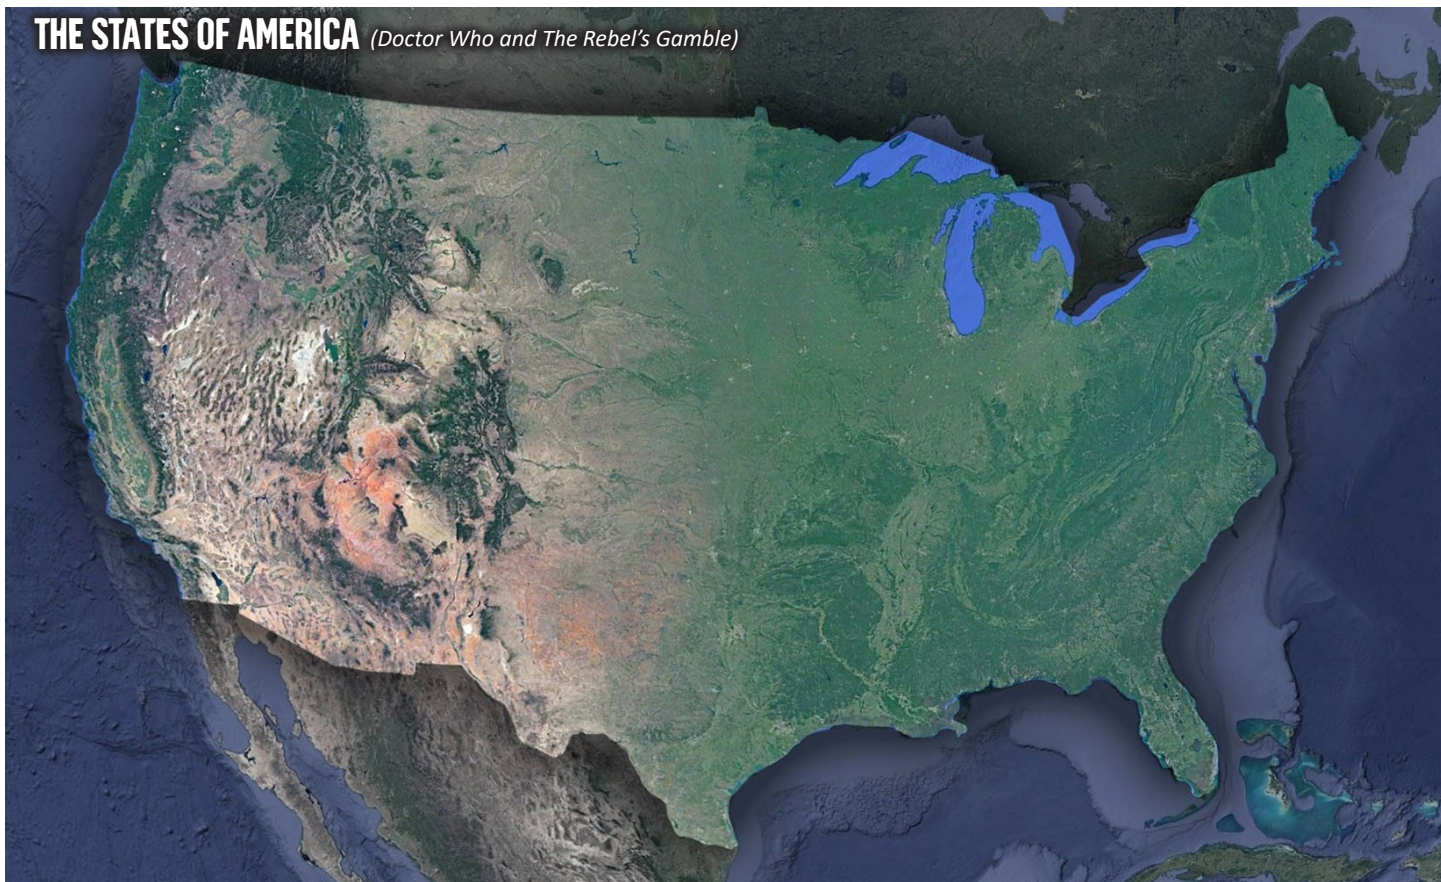 THE STATES OF AMERICA (Doctor Who and The Rebel's Gamble)